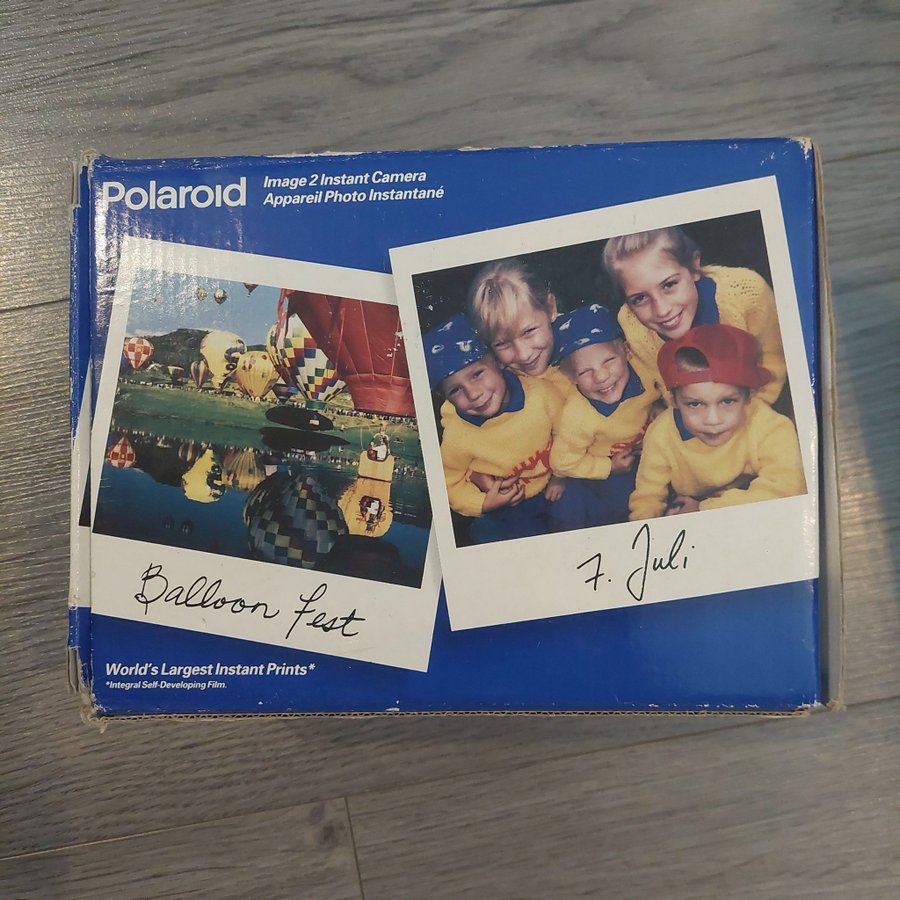 Polaroid
Image 2 Instant Camera
Appareil Photo Instantané
Balloon Fest
7. Juli
World's Largest Instant Prints*
*Integral Self-Developing Film.